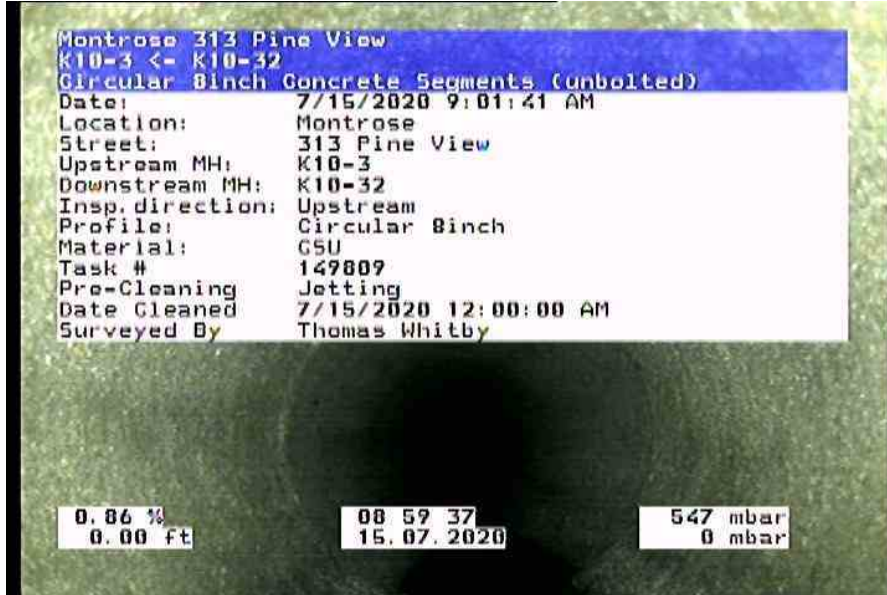 Montrose 313 Pine View
K10-3 <- K10-32
Circular 8inch Concrete Segments (unbolted)
Date: 7/15/2020 9:01:41 AM
Location: Montrose
Street: 313 Pine View
Upstream MH: K10-3
Downstream MH: K10-32
Insp.direction: Upstream
Profile: Circular 8inch
Material: CSU
Task # 149809
Pre-Cleaning Jetting
Date Cleaned 7/15/2020 12:00:00 AM
Surveyed By Thomas Whitby
0.86 % 08 59 37 547 mbar
0.00 ft 15.07.2020 0 mbar